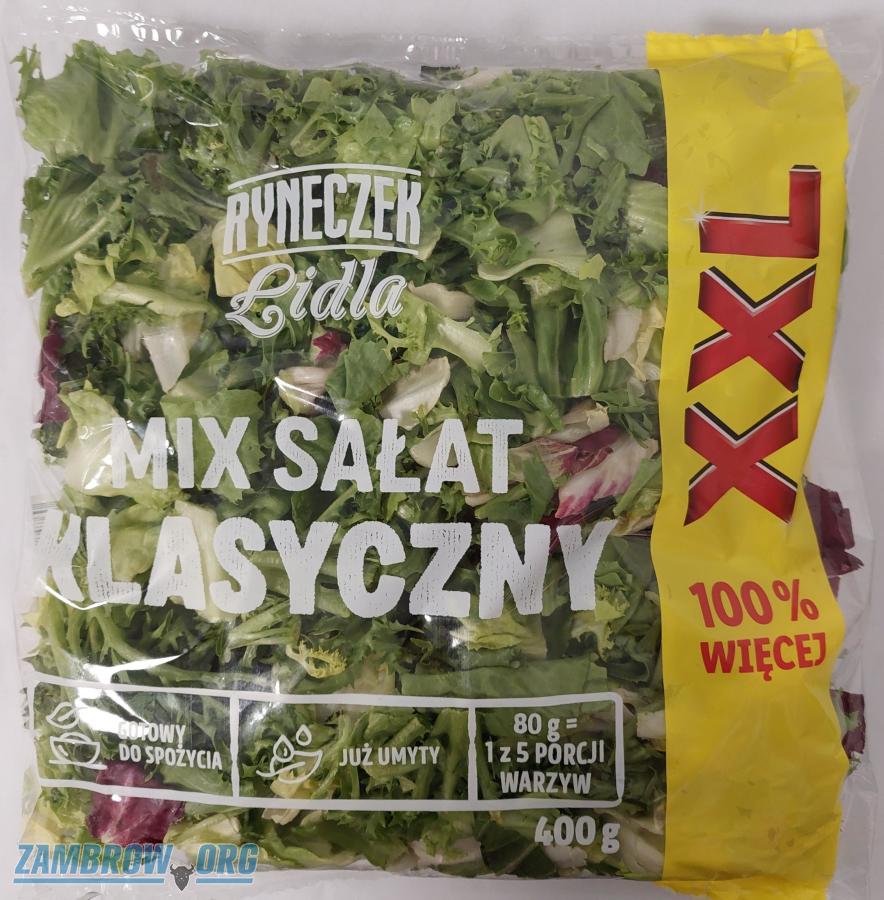 RYNECZEK
Lidla
MIX SAŁAT
KLASYCZNY
XXL
100%
WIĘCEJ
GOTOWY
DO SPOŻYCIA
JUŻ UMYTY
80 g =
1 z 5 PORCJI
WARZYW
400 g
ZAMBROW.ORG